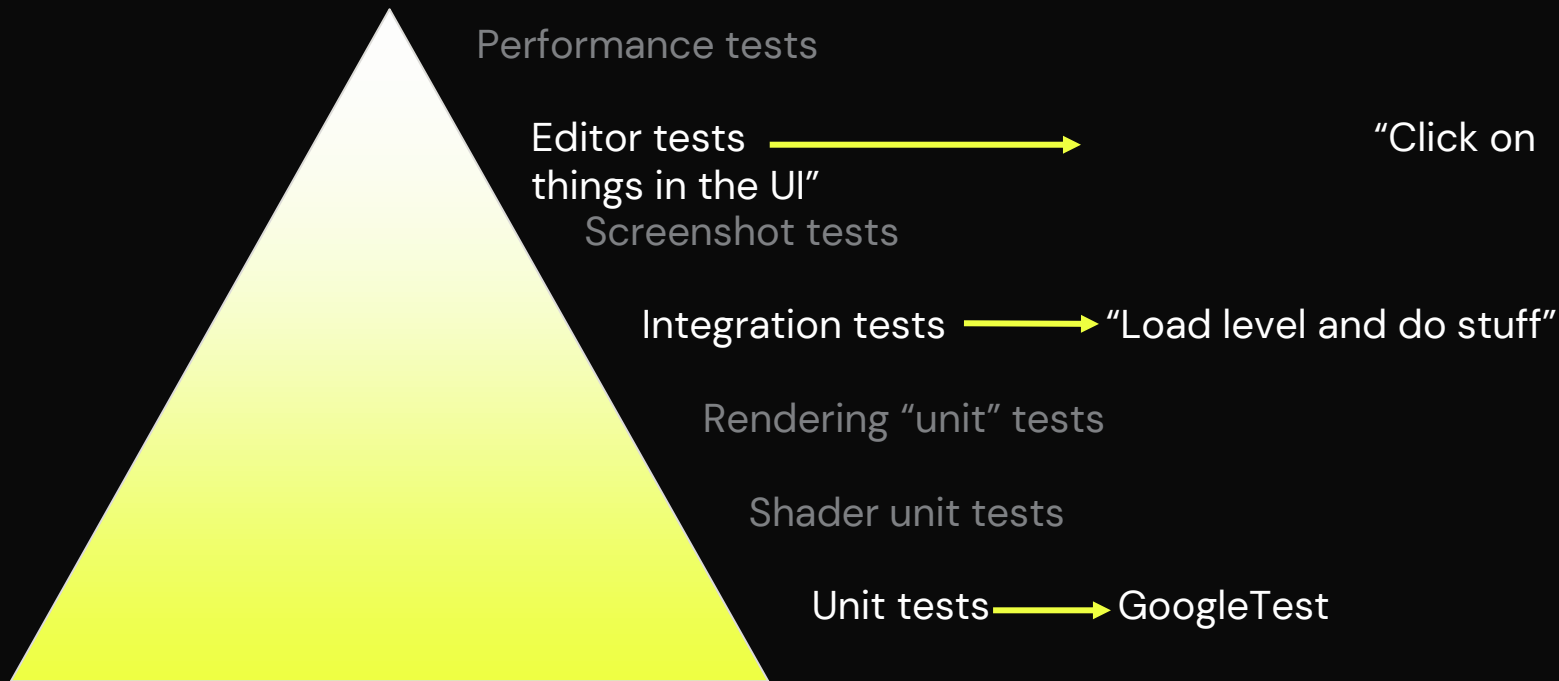 Performance tests
Editor tests “Click on
things in the UI”
Screenshot tests
Integration tests “Load level and do stuff”
Rendering “unit” tests
Shader unit tests
Unit tests GoogleTest